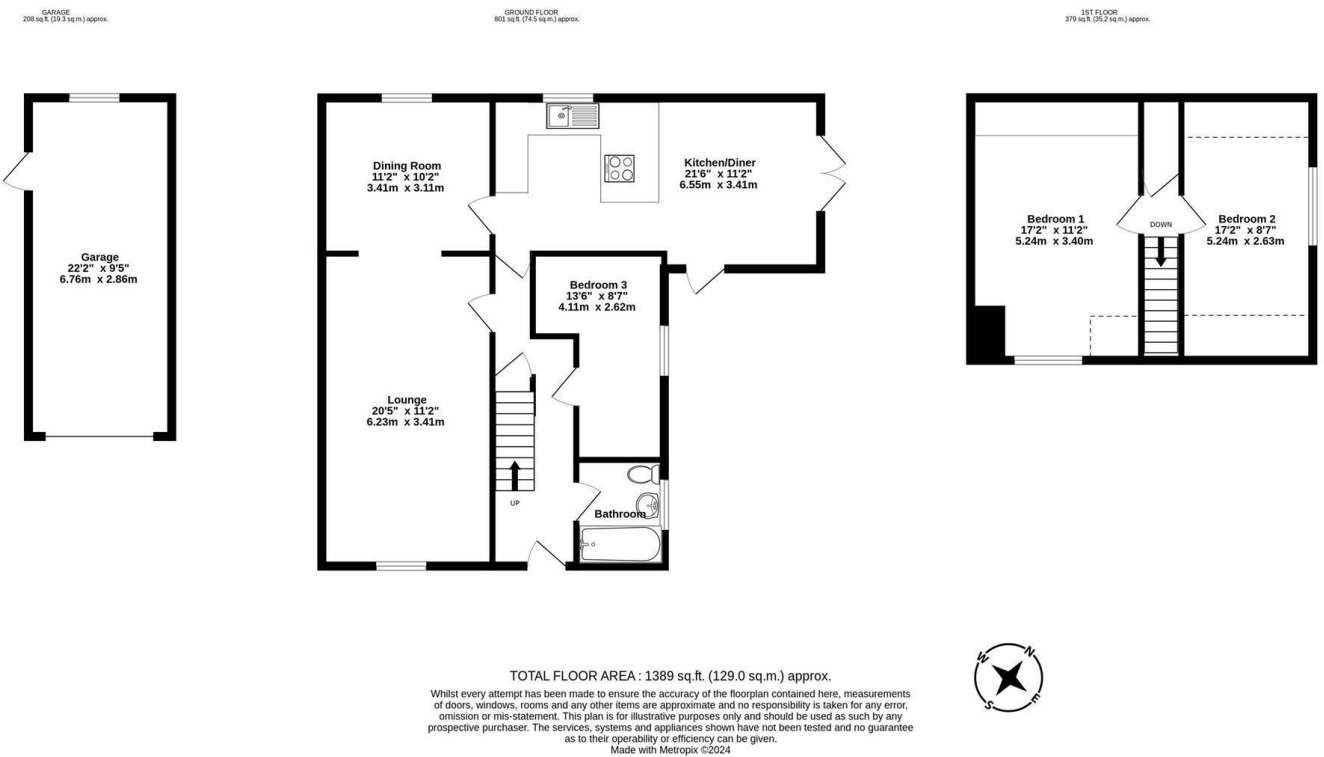 GARAGE
208 sq.ft. (19.3 sq.m.) approx.
GROUND FLOOR
801 sq.ft. (74.5 sq.m.) approx.
1ST FLOOR
379 sq.ft. (35.2 sq.m.) approx.
Garage
22'2" x 9'5"
6.76m x 2.86m
Dining Room
11'2" x 10'2"
3.41m x 3.11m
Kitchen/Diner
21'6" x 11'2"
6.55m x 3.41m
Bedroom 3
13'6" x 8'7"
4.11m x 2.62m
Lounge
20'5" x 11'2"
6.23m x 3.41m
UP
Bathroom
Bedroom 1
17'2" x 11'2"
5.24m x 3.40m
DOWN
Bedroom 2
17'2" x 8'7"
5.24m x 2.63m
TOTAL FLOOR AREA : 1389 sq.ft. (129.0 sq.m.) approx.
Whilst every attempt has been made to ensure the accuracy of the floorplan contained here, measurements
of doors, windows, rooms and any other items are approximate and no responsibility is taken for any error,
omission or mis-statement. This plan is for illustrative purposes only and should be used as such by any
prospective purchaser. The services, systems and appliances shown have not been tested and no guarantee
as to their operability or efficiency can be given.
Made with Metropix ©2024
N
E
S
W